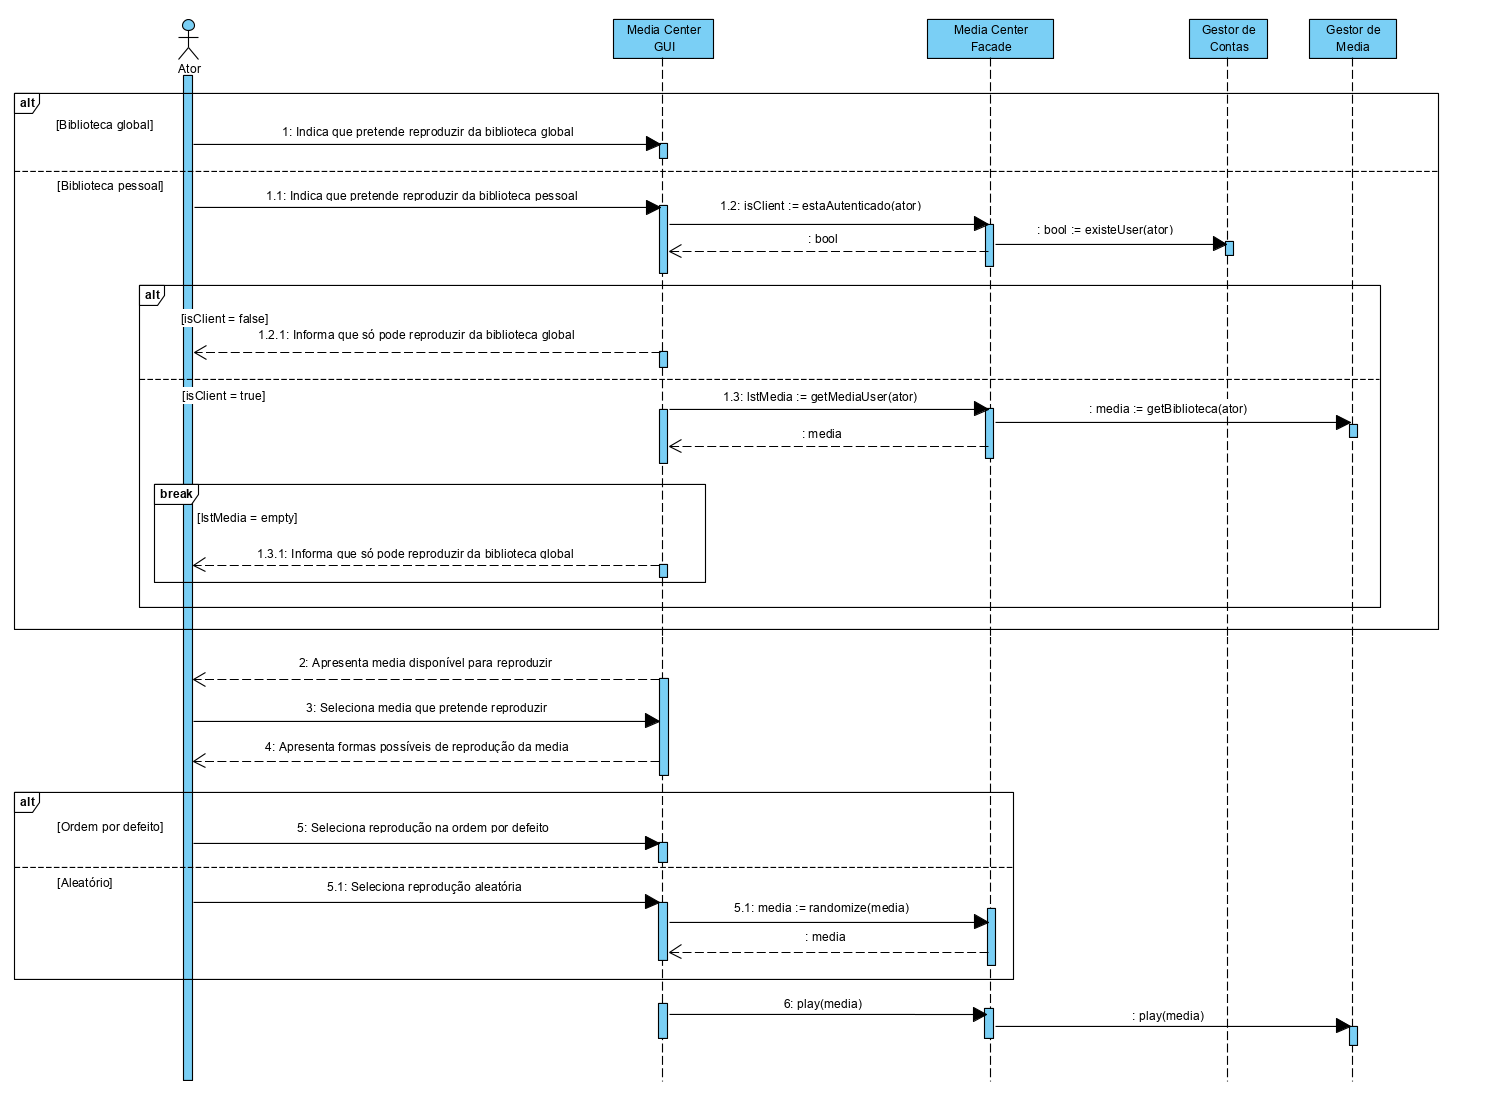 Ator
Media Center
GUI
Media Center
Facade
Gestor de
Contas
Gestor de
Media
alt
[Biblioteca global]
1: Indica que pretende reproduzir da biblioteca global
[Biblioteca pessoal]
1.1: Indica que pretende reproduzir da biblioteca pessoal
1.2: isClient := estaAutenticado(ator)
: bool := existeUser(ator)
: bool
alt
[isClient = false]
1.2.1: Informa que só pode reproduzir da biblioteca global
[isClient = true]
1.3: lstMedia := getMediaUser(ator)
: media := getBiblioteca(ator)
: media
break
[lstMedia = empty]
1.3.1: Informa que só pode reproduzir da biblioteca global
2: Apresenta media disponível para reproduzir
3: Seleciona media que pretende reproduzir
4: Apresenta formas possíveis de reprodução da media
alt
[Ordem por defeito]
5: Seleciona reprodução na ordem por defeito
[Aleatório]
5.1: Seleciona reprodução aleatória
5.1: media := randomize(media)
: media
6: play(media)
: play(media)